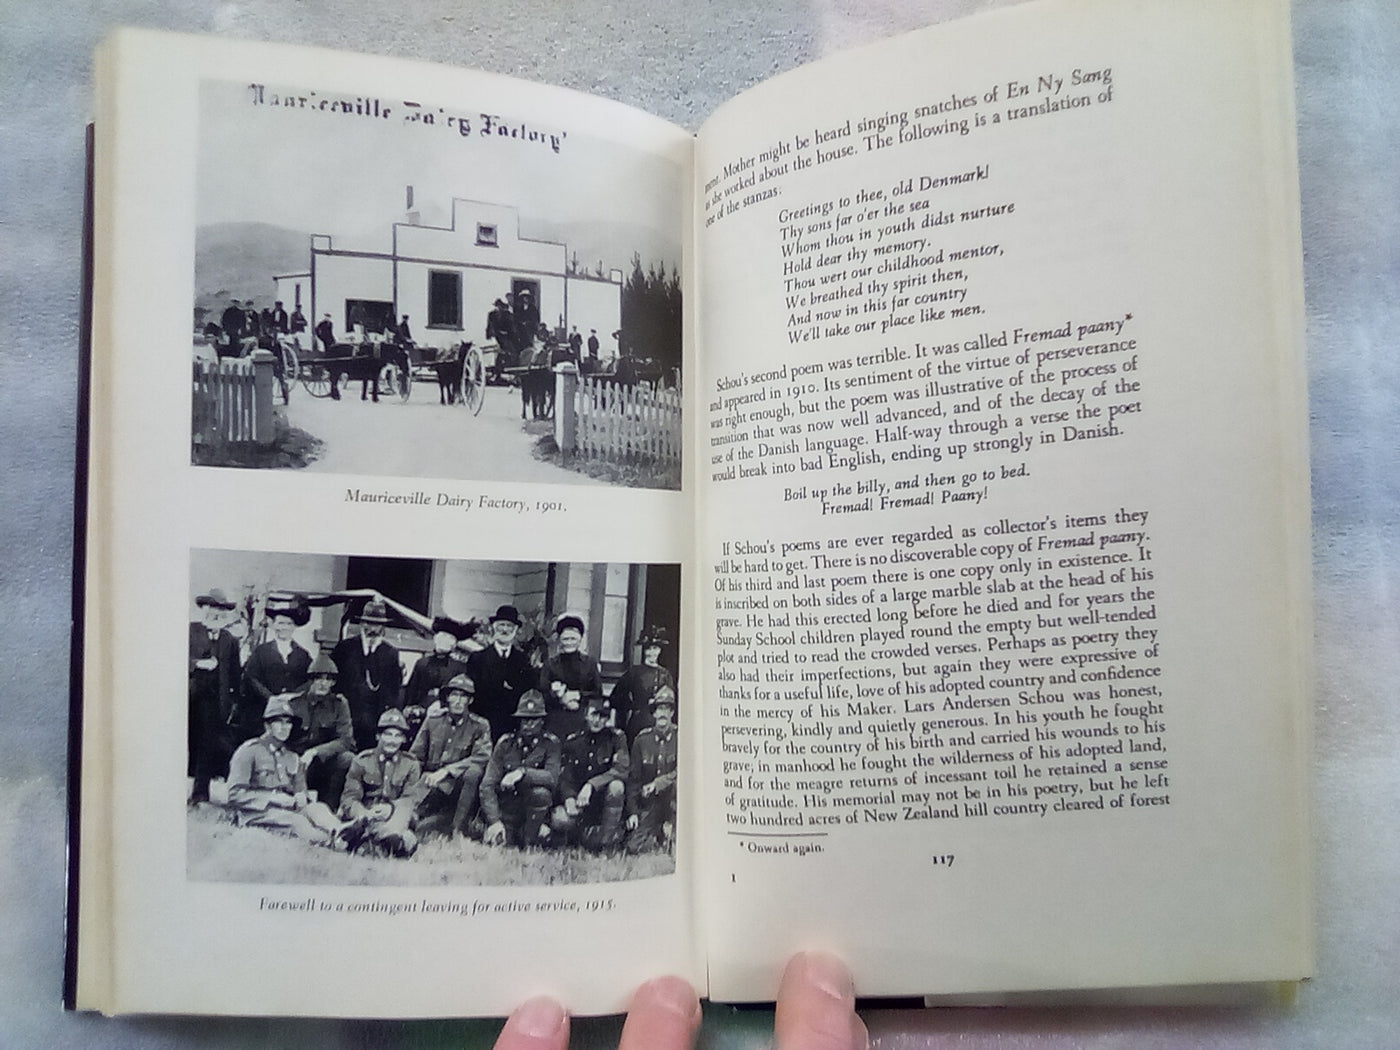 Mauriceville Dairy Factory'
Mauriceville Dairy Factory, 1901.
Farewell to a contingent leaving for active service, 1915.
ment. Mother might be heard singing snatches of En Ny Sang
as she worked about the house. The following is a translation of
one of the stanzas:
Greetings to thee, old Denmark!
Thy sons far o'er the sea
Whom thou in youth didst nurture
Hold dear thy memory.
Thou wert our childhood mentor,
We breathed thy spirit then,
And now in this far country
We'll take our place like men.
Schou's second poem was terrible. It was called Fremad paany*
and appeared in 1910. Its sentiment of the virtue of perseverance
was right enough, but the poem was illustrative of the process of
transition that was now well advanced, and of the decay of the
use of the Danish language. Half-way through a verse the poet
would break into bad English, ending up strongly in Danish.
Boil up the billy, and then go to bed.
Fremad! Fremad! Paany!
If Schou's poems are ever regarded as collector's items they
will be hard to get. There is no discoverable copy of Fremad paany.
Of his third and last poem there is one copy only in existence. It
is inscribed on both sides of a large marble slab at the head of his
grave. He had this erected long before he died and for years the
Sunday School children played round the empty but well-tended
plot and tried to read the crowded verses. Perhaps as poetry they
also had their imperfections, but again they were expressive of
thanks for a useful life, love of his adopted country and confidence
in the mercy of his Maker. Lars Andersen Schou was honest,
persevering, kindly and quietly generous. In his youth he fought
bravely for the country of his birth and carried his wounds to his
grave; in manhood he fought the wilderness of his adopted land,
and for the meagre returns of incessant toil he retained a sense
of gratitude. His memorial may not be in his poetry, but he left
two hundred acres of New Zealand hill country cleared of forest
* Onward again.
117
I